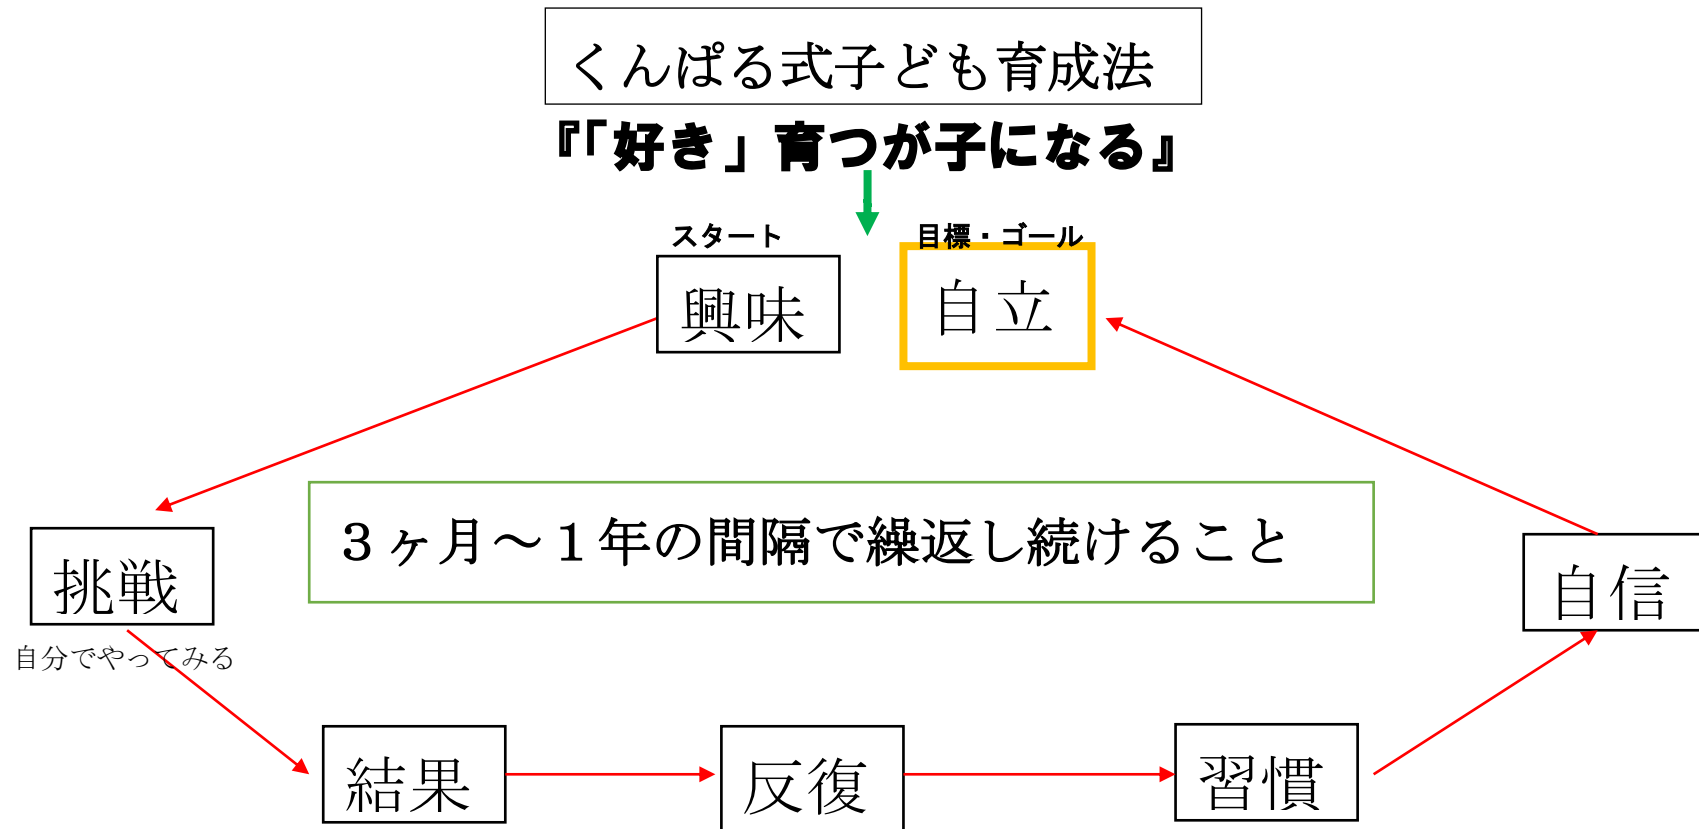 くんぱる式子ども育成法
『「好き」育つが子になる』
スタート
目標・ゴール
興味
自立
３ヶ月～１年の間隔で繰返し続けること
挑戦
自信
自分でやってみる
結果
反復
習慣